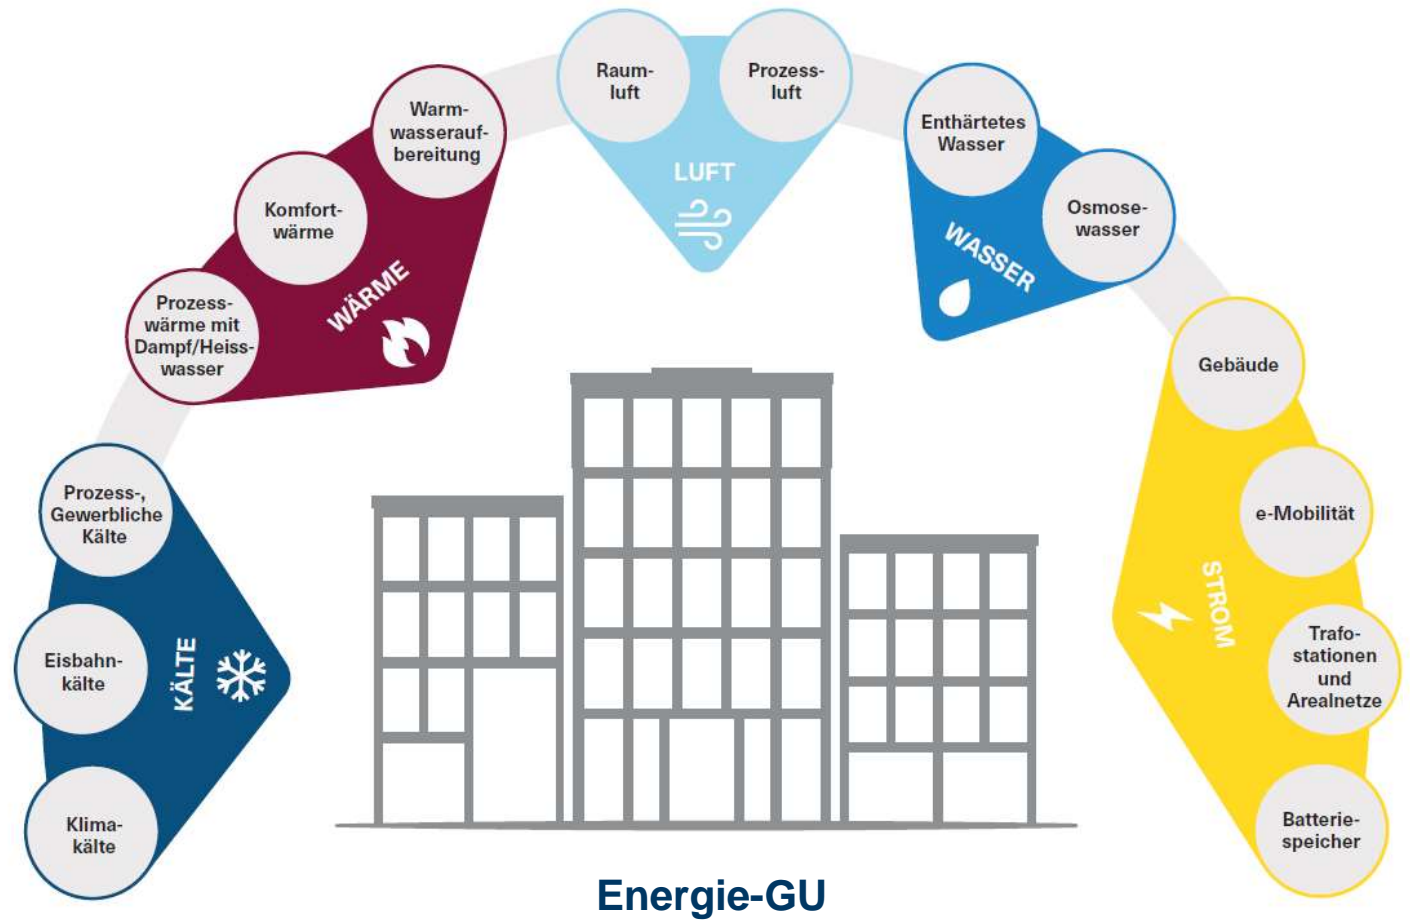 Raum-
luft
Prozess-
luft
LUFT
Warm-
wasserauf-
bereitung
Komfort-
wärme
Prozess-
wärme mit
Dampf/Heiss-
wasser
WÄRME
Enthärtetes
Wasser
Osmose-
wasser
WASSER
Prozess-,
Gewerbliche
Kälte
Eisbahn-
kälte
Klima-
kälte
KÄLTE
Gebäude
e-Mobilität
Trafo-
stationen
und
Arealnetze
Batterie-
speicher
STROM
Energie-GU